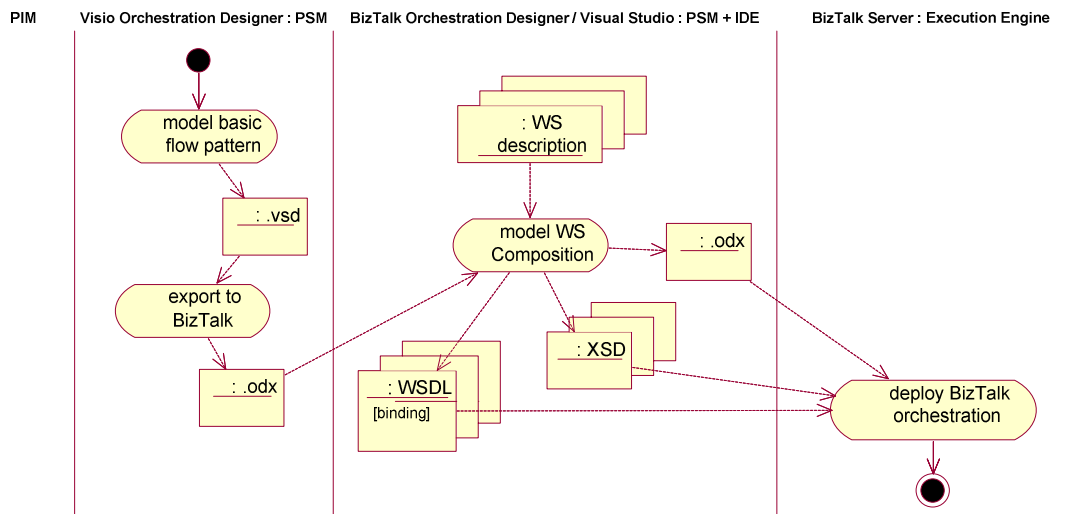 PIM
Visio Orchestration Designer : PSM
BizTalk Orchestration Designer / Visual Studio : PSM + IDE
BizTalk Server : Execution Engine
model basic
flow pattern
: .vsd
export to
BizTalk
: .odx
: WS
description
model WS
Composition
: .odx
: XSD
: WSDL
[binding]
deploy BizTalk
orchestration